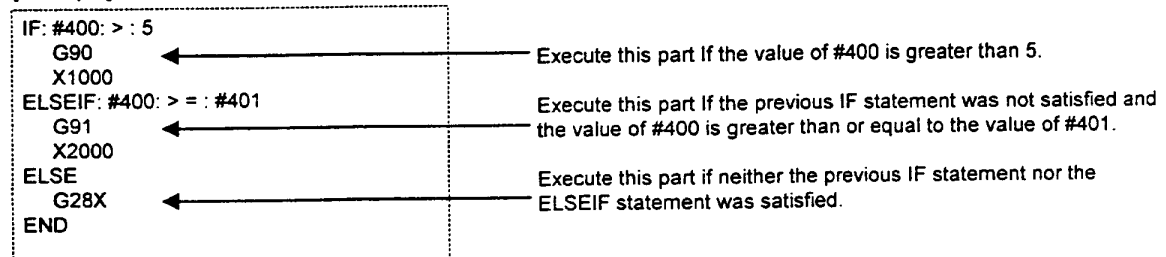 IF: #400: > : 5
G90
X1000
ELSEIF: #400: > = : #401
G91
X2000
ELSE
G28X
END
Execute this part If the value of #400 is greater than 5.
Execute this part If the previous IF statement was not satisfied and
the value of #400 is greater than or equal to the value of #401.
Execute this part if neither the previous IF statement nor the
ELSEIF statement was satisfied.